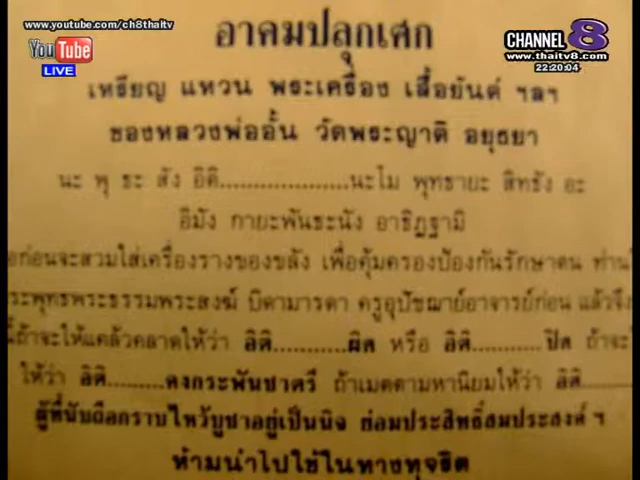 www.youtube.com/ch8thaitv
YouTube
LIVE
CHANNEL 8
www.thaitv8.com
22:20:04
อาคมปลุกเศก
เหรียญ แหวน พระเครื่อง เสื้อยันต์ ฯลฯ
ของหลวงพ่ออั้น วัดพระญาติ อยุธยา
นะ พุ ธะ สัง อิติ..................นะโม พุทธายะ สิทธัง อะ
อิมัง กายะพันธะนัง อาธิฏฐามิ
อก่อนจะสวมใส่เครื่องรางของขลัง เพื่อคุ้มครองป้องกันรักษาตน ท่านใ
ระพุทธพระธรรมพระสงฆ์ บิดามารดา ครูอุปัชฌาย์อาจารย์ก่อน แล้วจึง
นี้ถ้าจะให้แคล้วคลาดให้ว่า อิติ..........ผิด หรือ อิติ..........ปิด ถ้าจะ
ให้ว่า อิติ........คงกระพันชาตรี ถ้าเมตตามหานิยมให้ว่า อิติ........
ผู้ที่นับถือกราบไหว้บูชาอยู่เป็นนิจ ย่อมประสิทธิ์สมประสงค์ ฯ
ห้ามนำไปใช้ในทางทุจริต